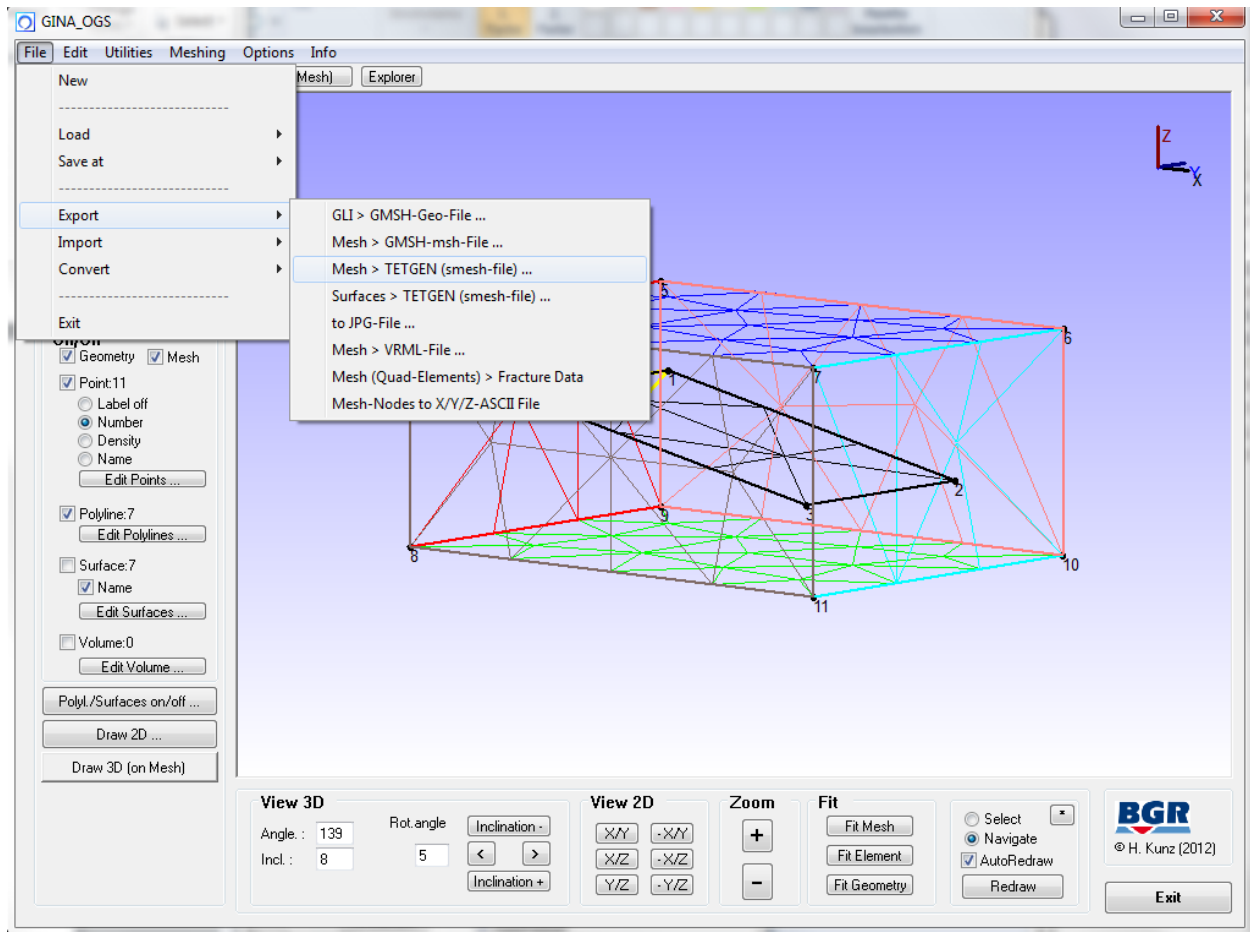 GINA_OGS
File Edit Utilities Meshing Options Info
Mesh) Explorer
New
-----------------------------
Load
Save at
-----------------------------
Export
Import
Convert
-----------------------------
Exit
GLI > GMSH-Geo-File ...
Mesh > GMSH-msh-File ...
Mesh > TETGEN (smesh-file) ...
Surfaces > TETGEN (smesh-file) ...
to JPG-File ...
Mesh > VRML-File ...
Mesh (Quad-Elements) > Fracture Data
Mesh-Nodes to X/Y/Z-ASCII File
Geometry Mesh
Point:11
Label off
Number
Density
Name
Edit Points ...
Polyline:7
Edit Polylines ...
Surface:7
Name
Edit Surfaces ...
Volume:0
Edit Volume ...
Polyl./Surfaces on/off ...
Draw 2D ...
Draw 3D (on Mesh)
Z
Y
X
5
6
1
7
2
9
3
8
10
11
View 3D
Angle. : 139
Incl. : 8
Rot.angle
5
Inclination -
< >
Inclination +
View 2D
X/Y -X/Y
X/Z -X/Z
Y/Z -Y/Z
Zoom
+
-
Fit
Fit Mesh
Fit Element
Fit Geometry
Select *
Navigate
AutoRedraw
Redraw
BGR
© H. Kunz (2012)
Exit